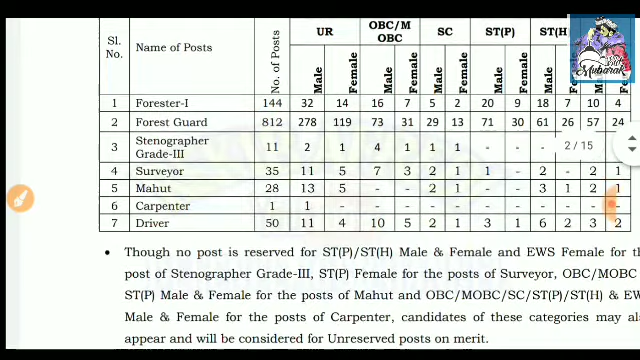 Sl. No. Name of Posts No. of Posts UR OBC/M OBC SC ST(P) ST(H
Male Female Male Female Male Female Male Female Male
1 Forester-I 144 32 14 16 7 5 2 20 9 18 7 10 4
2 Forest Guard 812 278 119 73 31 29 13 71 30 61 26 57 24
3 Stenographer Grade-III 11 2 1 4 1 1 1 - - - - -
4 Surveyor 35 11 5 7 3 2 1 1 - 2 - 2 1
5 Mahut 28 13 5 - - 2 1 - - 3 1 2 1
6 Carpenter 1 1 - - - - - - - - - - -
7 Driver 50 11 4 10 5 2 1 3 1 6 2 3 2
2 / 15
Mubarak
• Though no post is reserved for ST(P)/ST(H) Male & Female and EWS Female for th
post of Stenographer Grade-III, ST(P) Female for the posts of Surveyor, OBC/MOBC
ST(P) Male & Female for the posts of Mahut and OBC/MOBC/SC/ST(P)/ST(H) & EW
Male & Female for the posts of Carpenter, candidates of these categories may als
appear and will be considered for Unreserved posts on merit.